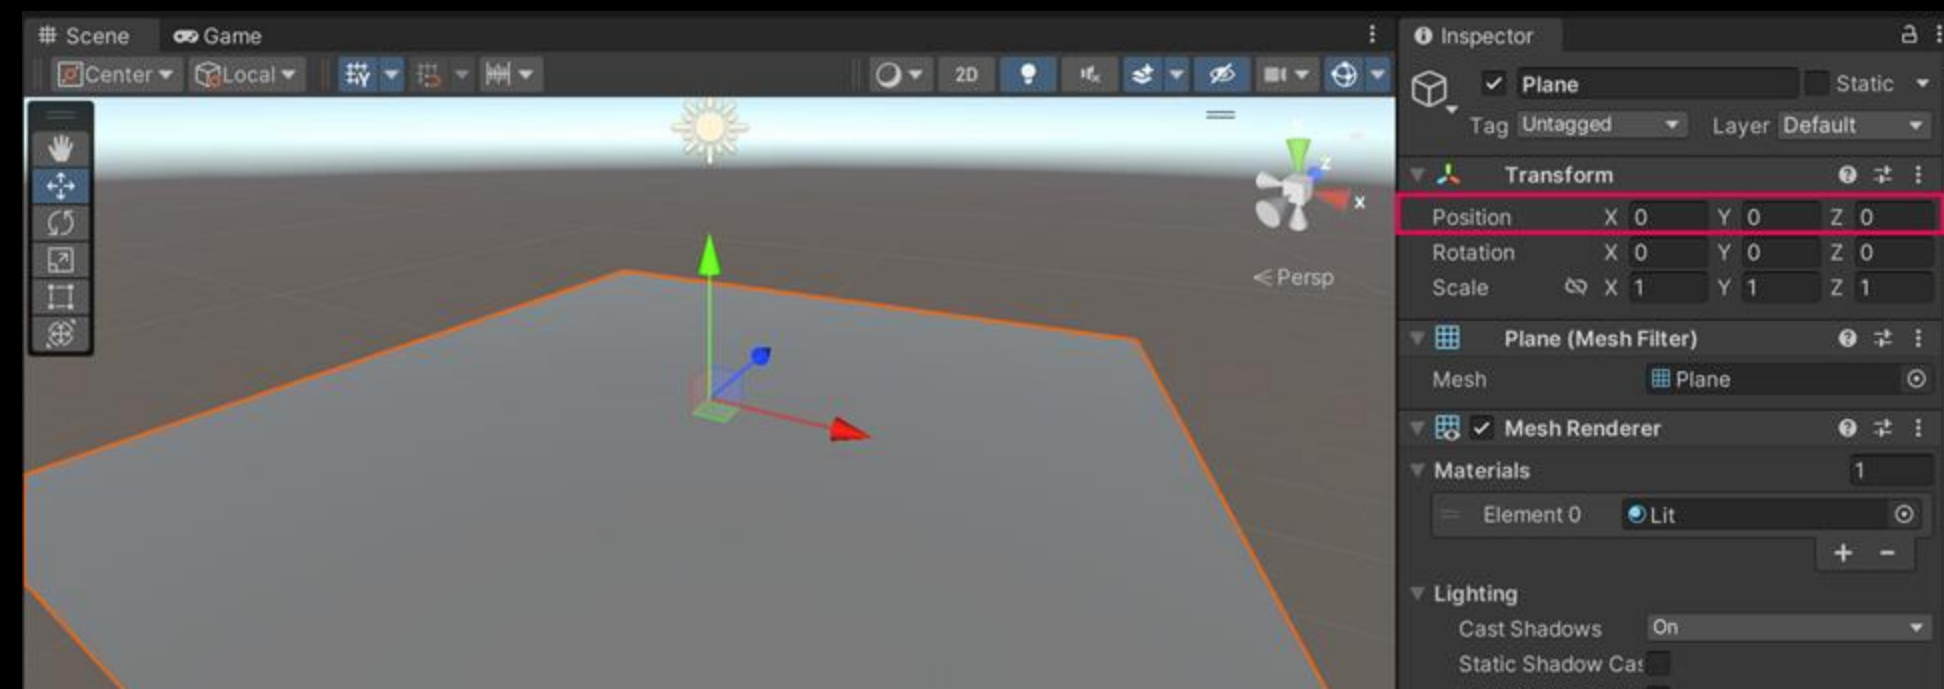 Scene Game
Center Local 2D
Z
X
Persp
Inspector
Plane Static
Tag Untagged Layer Default
Transform
Position X 0 Y 0 Z 0
Rotation X 0 Y 0 Z 0
Scale X 1 Y 1 Z 1
Plane (Mesh Filter)
Mesh Plane
Mesh Renderer
Materials 1
Element 0 Lit
Lighting
Cast Shadows On
Static Shadow Cas